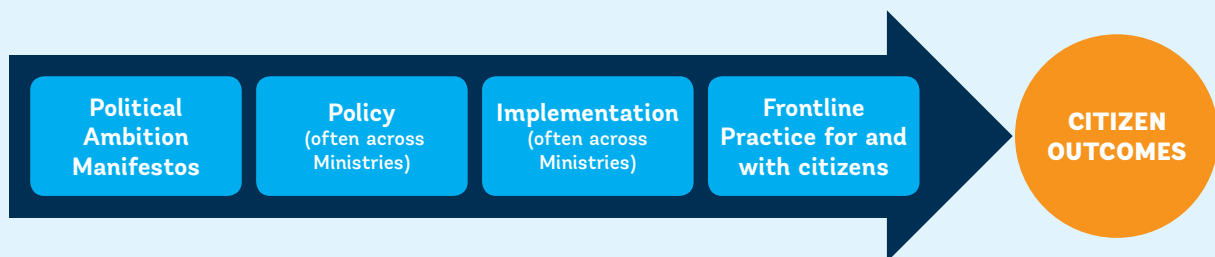 Political
Ambition
Manifestos
Policy
(often across
Ministries)
Implementation
(often across
Ministries)
Frontline
Practice for and
with citizens
CITIZEN
OUTCOMES